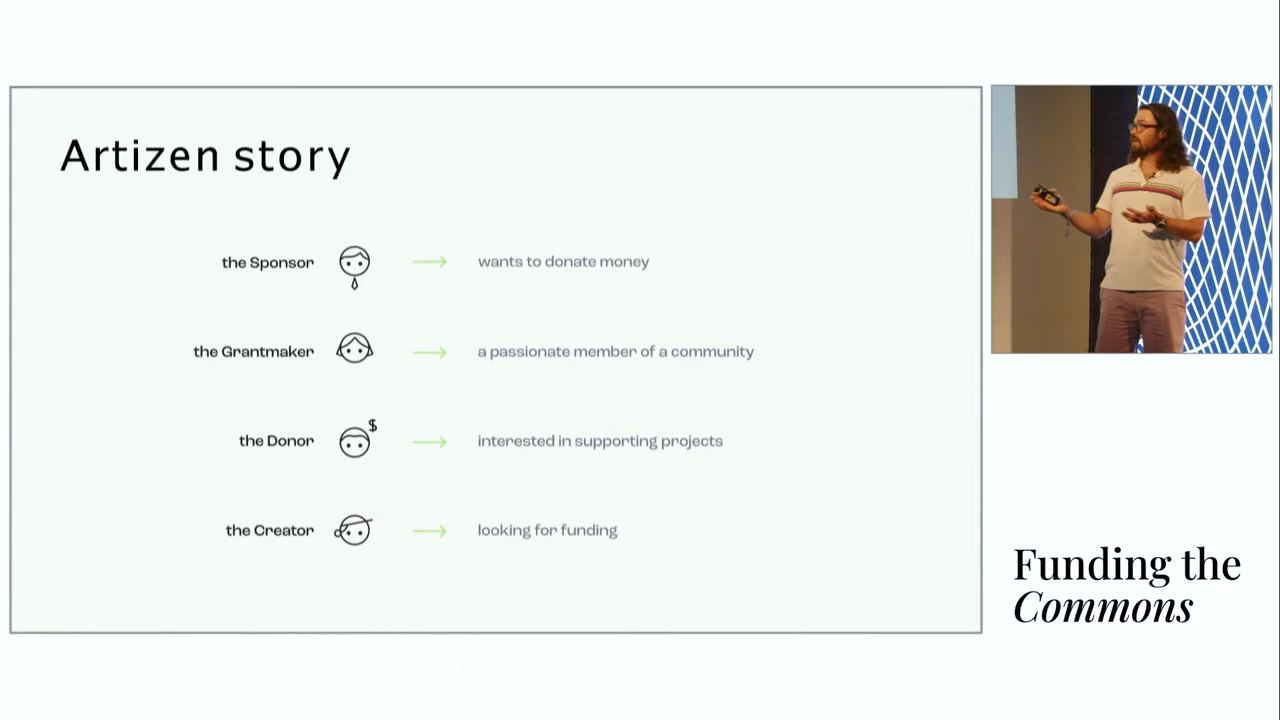 Artizen story
the Sponsor → wants to donate money
the Grantmaker → a passionate member of a community
$
the Donor → interested in supporting projects
the Creator → looking for funding
Funding the
Commons